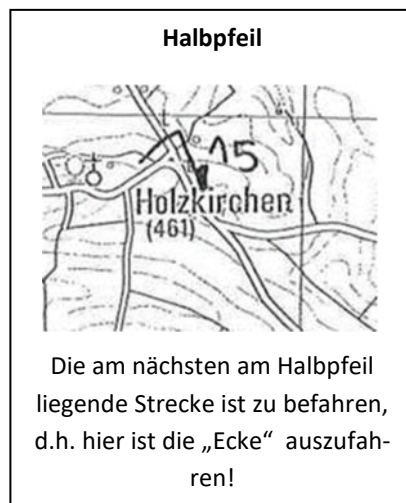 Halbpfeil
15
Holzkirchen
(461)
Die am nächsten am Halbpfeil
liegende Strecke ist zu befahren,
d.h. hier ist die „Ecke“ auszufah-
ren!